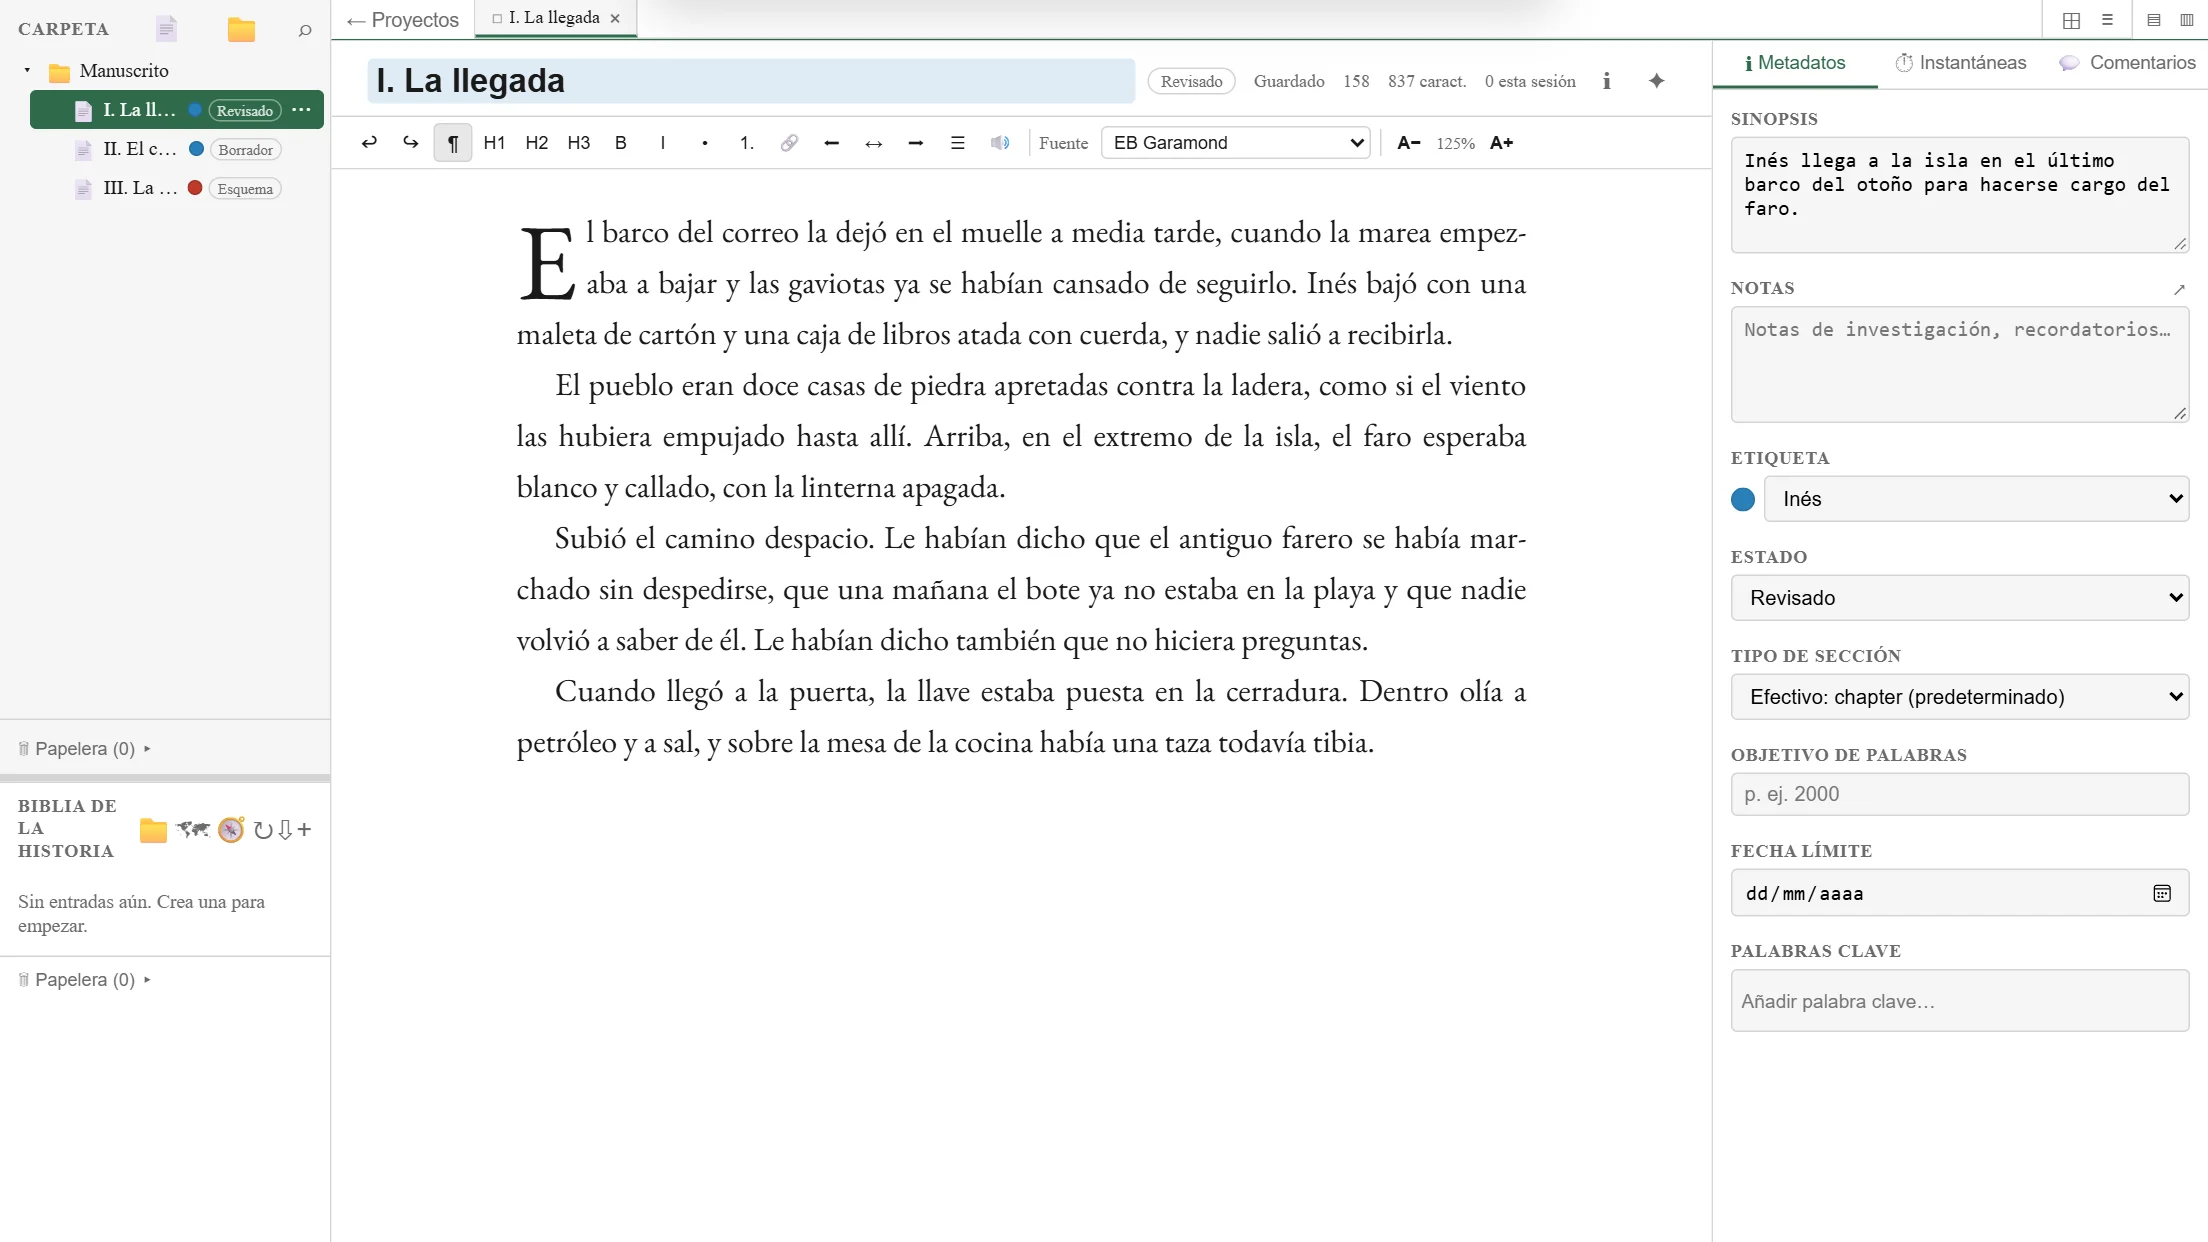 CARPETA
Manuscrito
I. La ll… Revisado ···
II. El c… Borrador
III. La … Esquema
Papelera (0)
BIBLIA DE
LA
HISTORIA
Sin entradas aún. Crea una para
empezar.
Papelera (0)
← Proyectos
I. La llegada ×
I. La llegada
Revisado Guardado 158 837 caract. 0 esta sesión
¶ H1 H2 H3 B I • 1. Fuente EB Garamond A− 125% A+
El barco del correo la dejó en el muelle a media tarde, cuando la marea empez-
aba a bajar y las gaviotas ya se habían cansado de seguirlo. Inés bajó con una
maleta de cartón y una caja de libros atada con cuerda, y nadie salió a recibirla.
El pueblo eran doce casas de piedra apretadas contra la ladera, como si el viento
las hubiera empujado hasta allí. Arriba, en el extremo de la isla, el faro esperaba
blanco y callado, con la linterna apagada.
Subió el camino despacio. Le habían dicho que el antiguo farero se había mar-
chado sin despedirse, que una mañana el bote ya no estaba en la playa y que nadie
volvió a saber de él. Le habían dicho también que no hiciera preguntas.
Cuando llegó a la puerta, la llave estaba puesta en la cerradura. Dentro olía a
petróleo y a sal, y sobre la mesa de la cocina había una taza todavía tibia.
Metadatos Instantáneas Comentarios
SINOPSIS
Inés llega a la isla en el último
barco del otoño para hacerse cargo del
faro.
NOTAS
Notas de investigación, recordatorios…
ETIQUETA
Inés
ESTADO
Revisado
TIPO DE SECCIÓN
Efectivo: chapter (predeterminado)
OBJETIVO DE PALABRAS
p. ej. 2000
FECHA LÍMITE
dd/mm/aaaa
PALABRAS CLAVE
Añadir palabra clave…